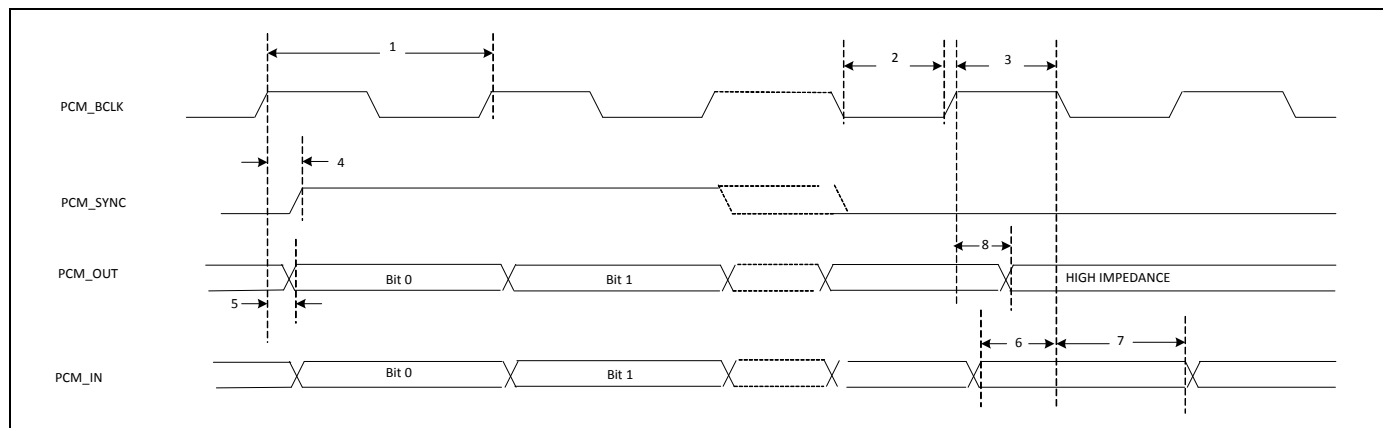 1
2
3
PCM_BCLK
4
PCM_SYNC
8
PCM_OUT
Bit 0
Bit 1
HIGH IMPEDANCE
5
6
7
PCM_IN
Bit 0
Bit 1